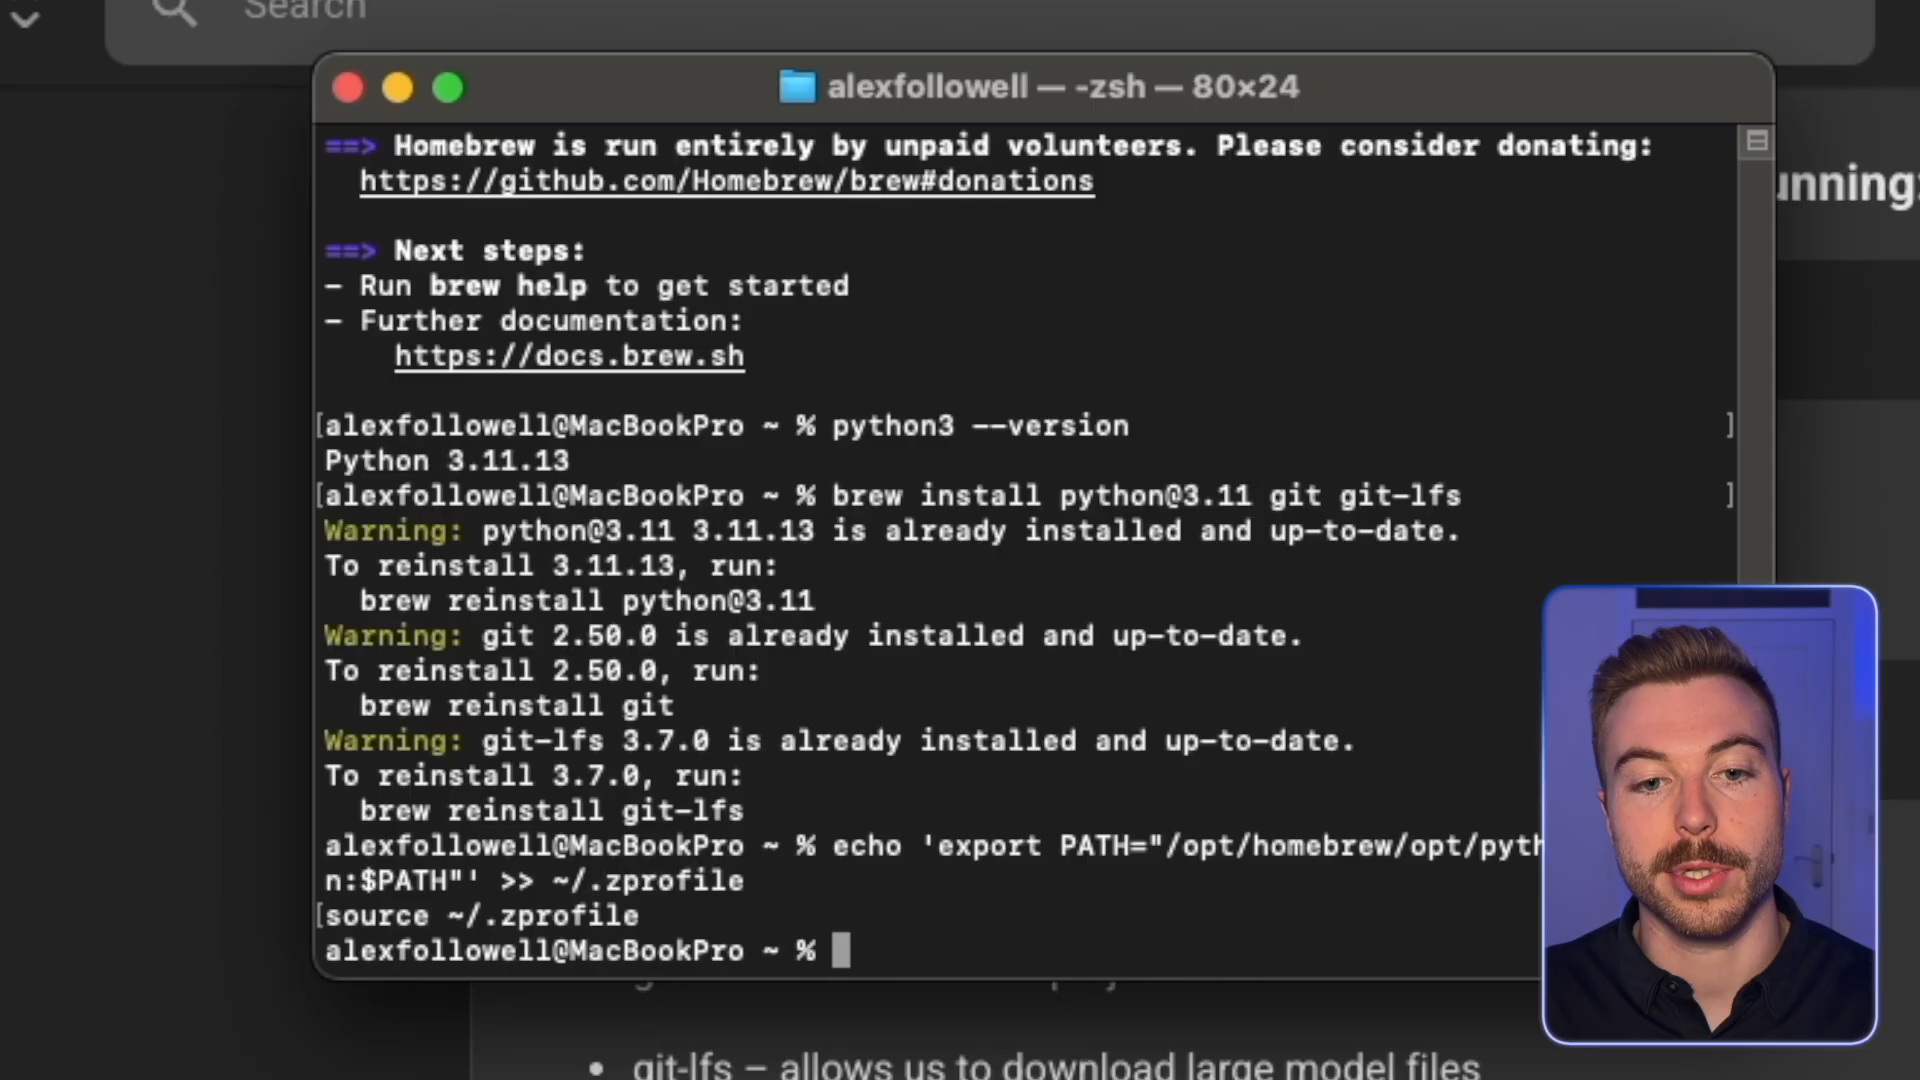 Search
alexfollowell — -zsh — 80×24
==> Homebrew is run entirely by unpaid volunteers. Please consider donating:
https://github.com/Homebrew/brew#donations
unning:
==> Next steps:
– Run brew help to get started
– Further documentation:
https://docs.brew.sh
[alexfollowell@MacBookPro ~ % python3 --version ]
Python 3.11.13
[alexfollowell@MacBookPro ~ % brew install python@3.11 git git-lfs ]
Warning: python@3.11 3.11.13 is already installed and up-to-date.
To reinstall 3.11.13, run:
brew reinstall python@3.11
Warning: git 2.50.0 is already installed and up-to-date.
To reinstall 2.50.0, run:
brew reinstall git
Warning: git-lfs 3.7.0 is already installed and up-to-date.
To reinstall 3.7.0, run:
brew reinstall git-lfs
alexfollowell@MacBookPro ~ % echo 'export PATH="/opt/homebrew/opt/pyth
n:$PATH"' >> ~/.zprofile
[source ~/.zprofile
alexfollowell@MacBookPro ~ %
• git-lfs – allows us to download large model files